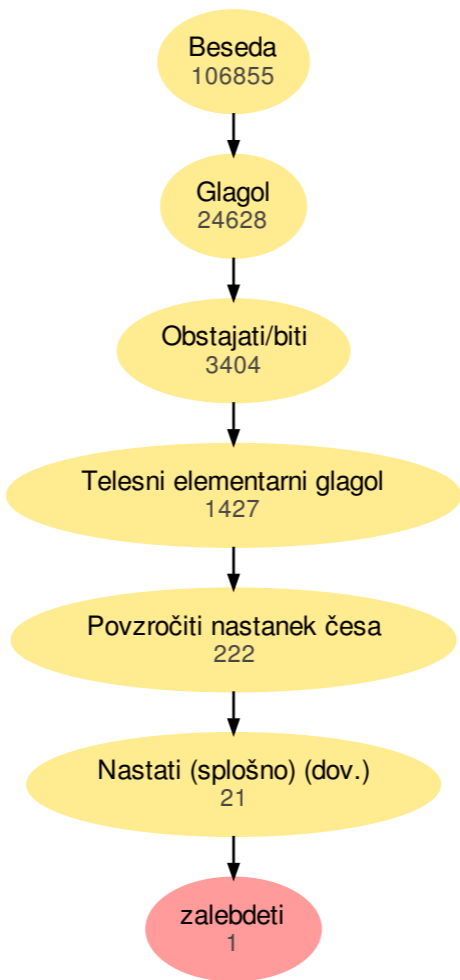 Beseda
106855
Glagol
24628
Obstajati/biti
3404
Telesni elementarni glagol
1427
Povzročiti nastanek česa
222
Nastati (splošno) (dov.)
21
zalebdeti
1